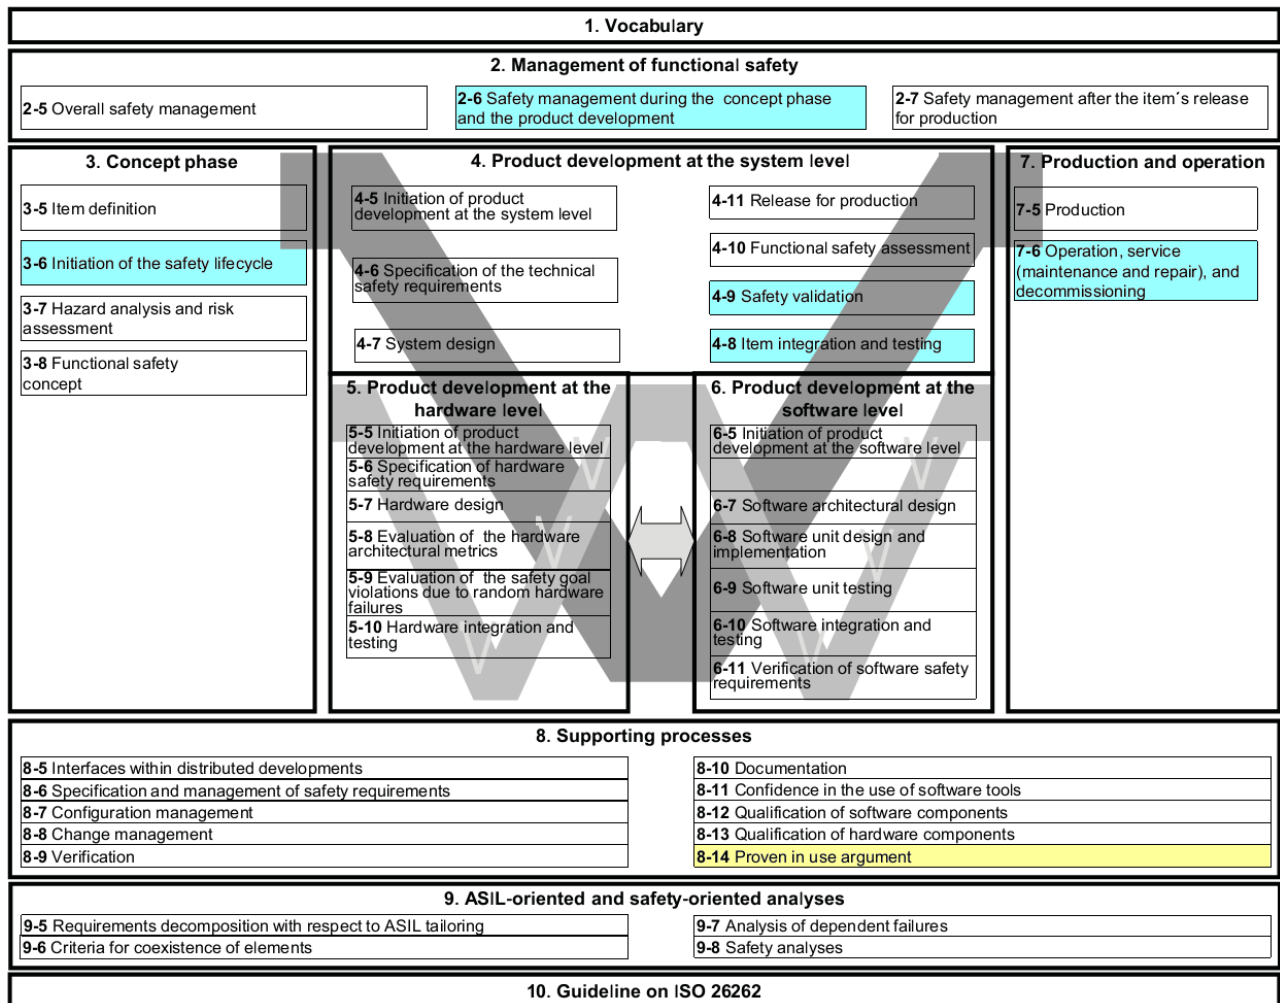 1. Vocabulary
2. Management of functional safety
2-5 Overall safety management
2-6 Safety management during the concept phase
and the product development
2-7 Safety management after the item´s release
for production
3. Concept phase
3-5 Item definition
3-6 Initiation of the safety lifecycle
3-7 Hazard analysis and risk
assessment
3-8 Functional safety
concept
4. Product development at the system level
4-5 Initiation of product
development at the system level
4-6 Specification of the technical
safety requirements
4-7 System design
4-11 Release for production
4-10 Functional safety assessment
4-9 Safety validation
4-8 Item integration and testing
7. Production and operation
7-5 Production
7-6 Operation, service
(maintenance and repair), and
decommissioning
5. Product development at the
hardware level
5-5 Initiation of product
development at the hardware level
5-6 Specification of hardware
safety requirements
5-7 Hardware design
5-8 Evaluation of the hardware
architectural metrics
5-9 Evaluation of the safety goal
violations due to random hardware
failures
5-10 Hardware integration and
testing
6. Product development at the
software level
6-5 Initiation of product
development at the software level
6-7 Software architectural design
6-8 Software unit design and
implementation
6-9 Software unit testing
6-10 Software integration and
testing
6-11 Verification of software safety
requirements
8. Supporting processes
8-5 Interfaces within distributed developments
8-6 Specification and management of safety requirements
8-7 Configuration management
8-8 Change management
8-9 Verification
8-10 Documentation
8-11 Confidence in the use of software tools
8-12 Qualification of software components
8-13 Qualification of hardware components
8-14 Proven in use argument
9. ASIL-oriented and safety-oriented analyses
9-5 Requirements decomposition with respect to ASIL tailoring
9-6 Criteria for coexistence of elements
9-7 Analysis of dependent failures
9-8 Safety analyses
10. Guideline on ISO 26262